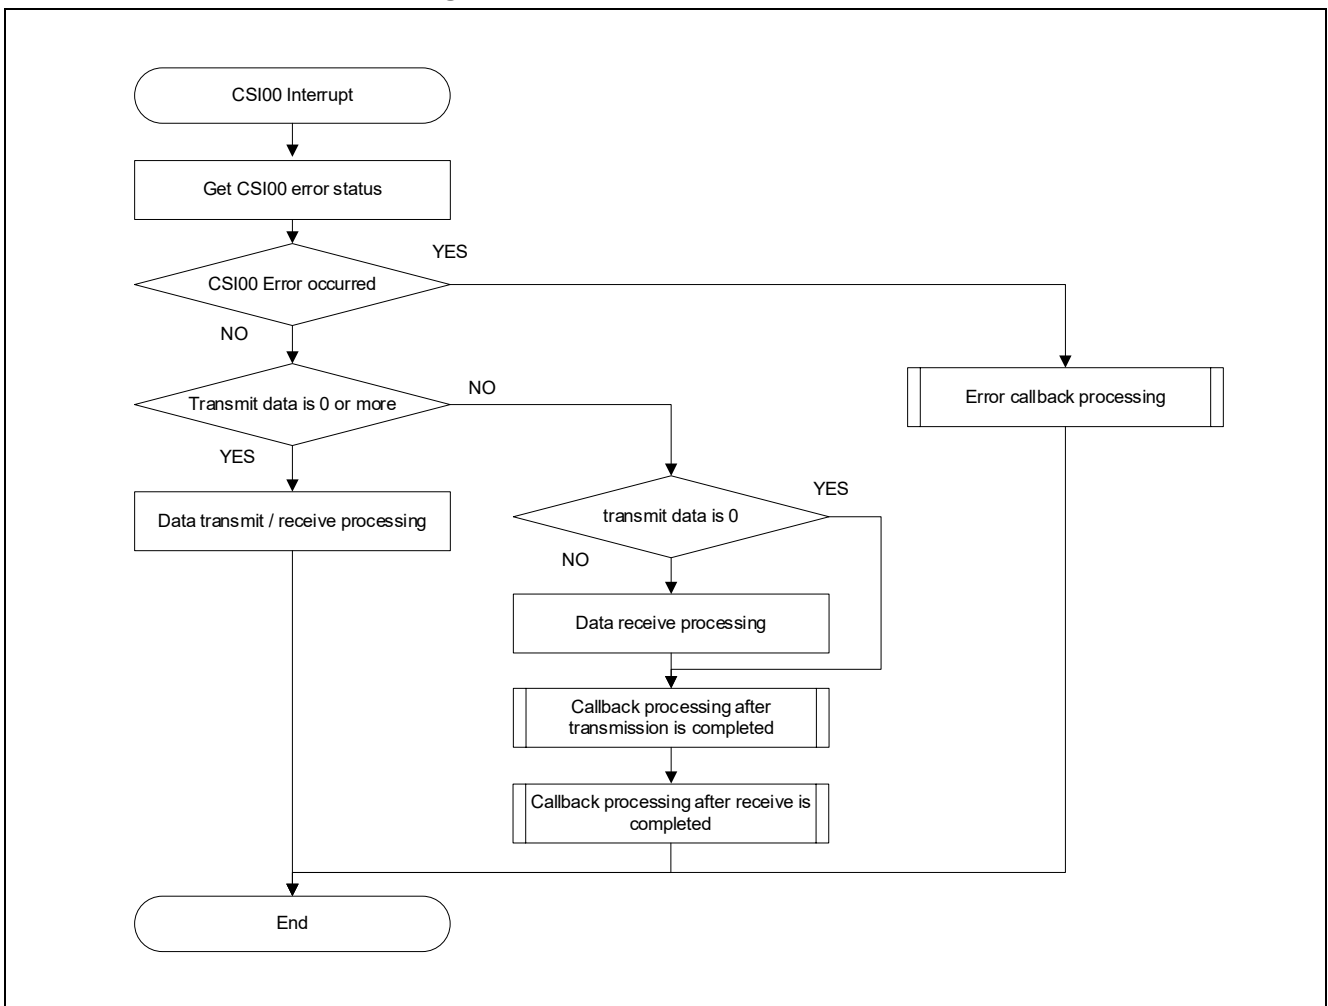 CSI00 Interrupt
Get CSI00 error status
YES
CSI00 Error occurred
NO
NO
Transmit data is 0 or more
Error callback processing
YES
YES
transmit data is 0
Data transmit / receive processing
NO
Data receive processing
Callback processing after
transmission is completed
Callback processing after receive is
completed
End